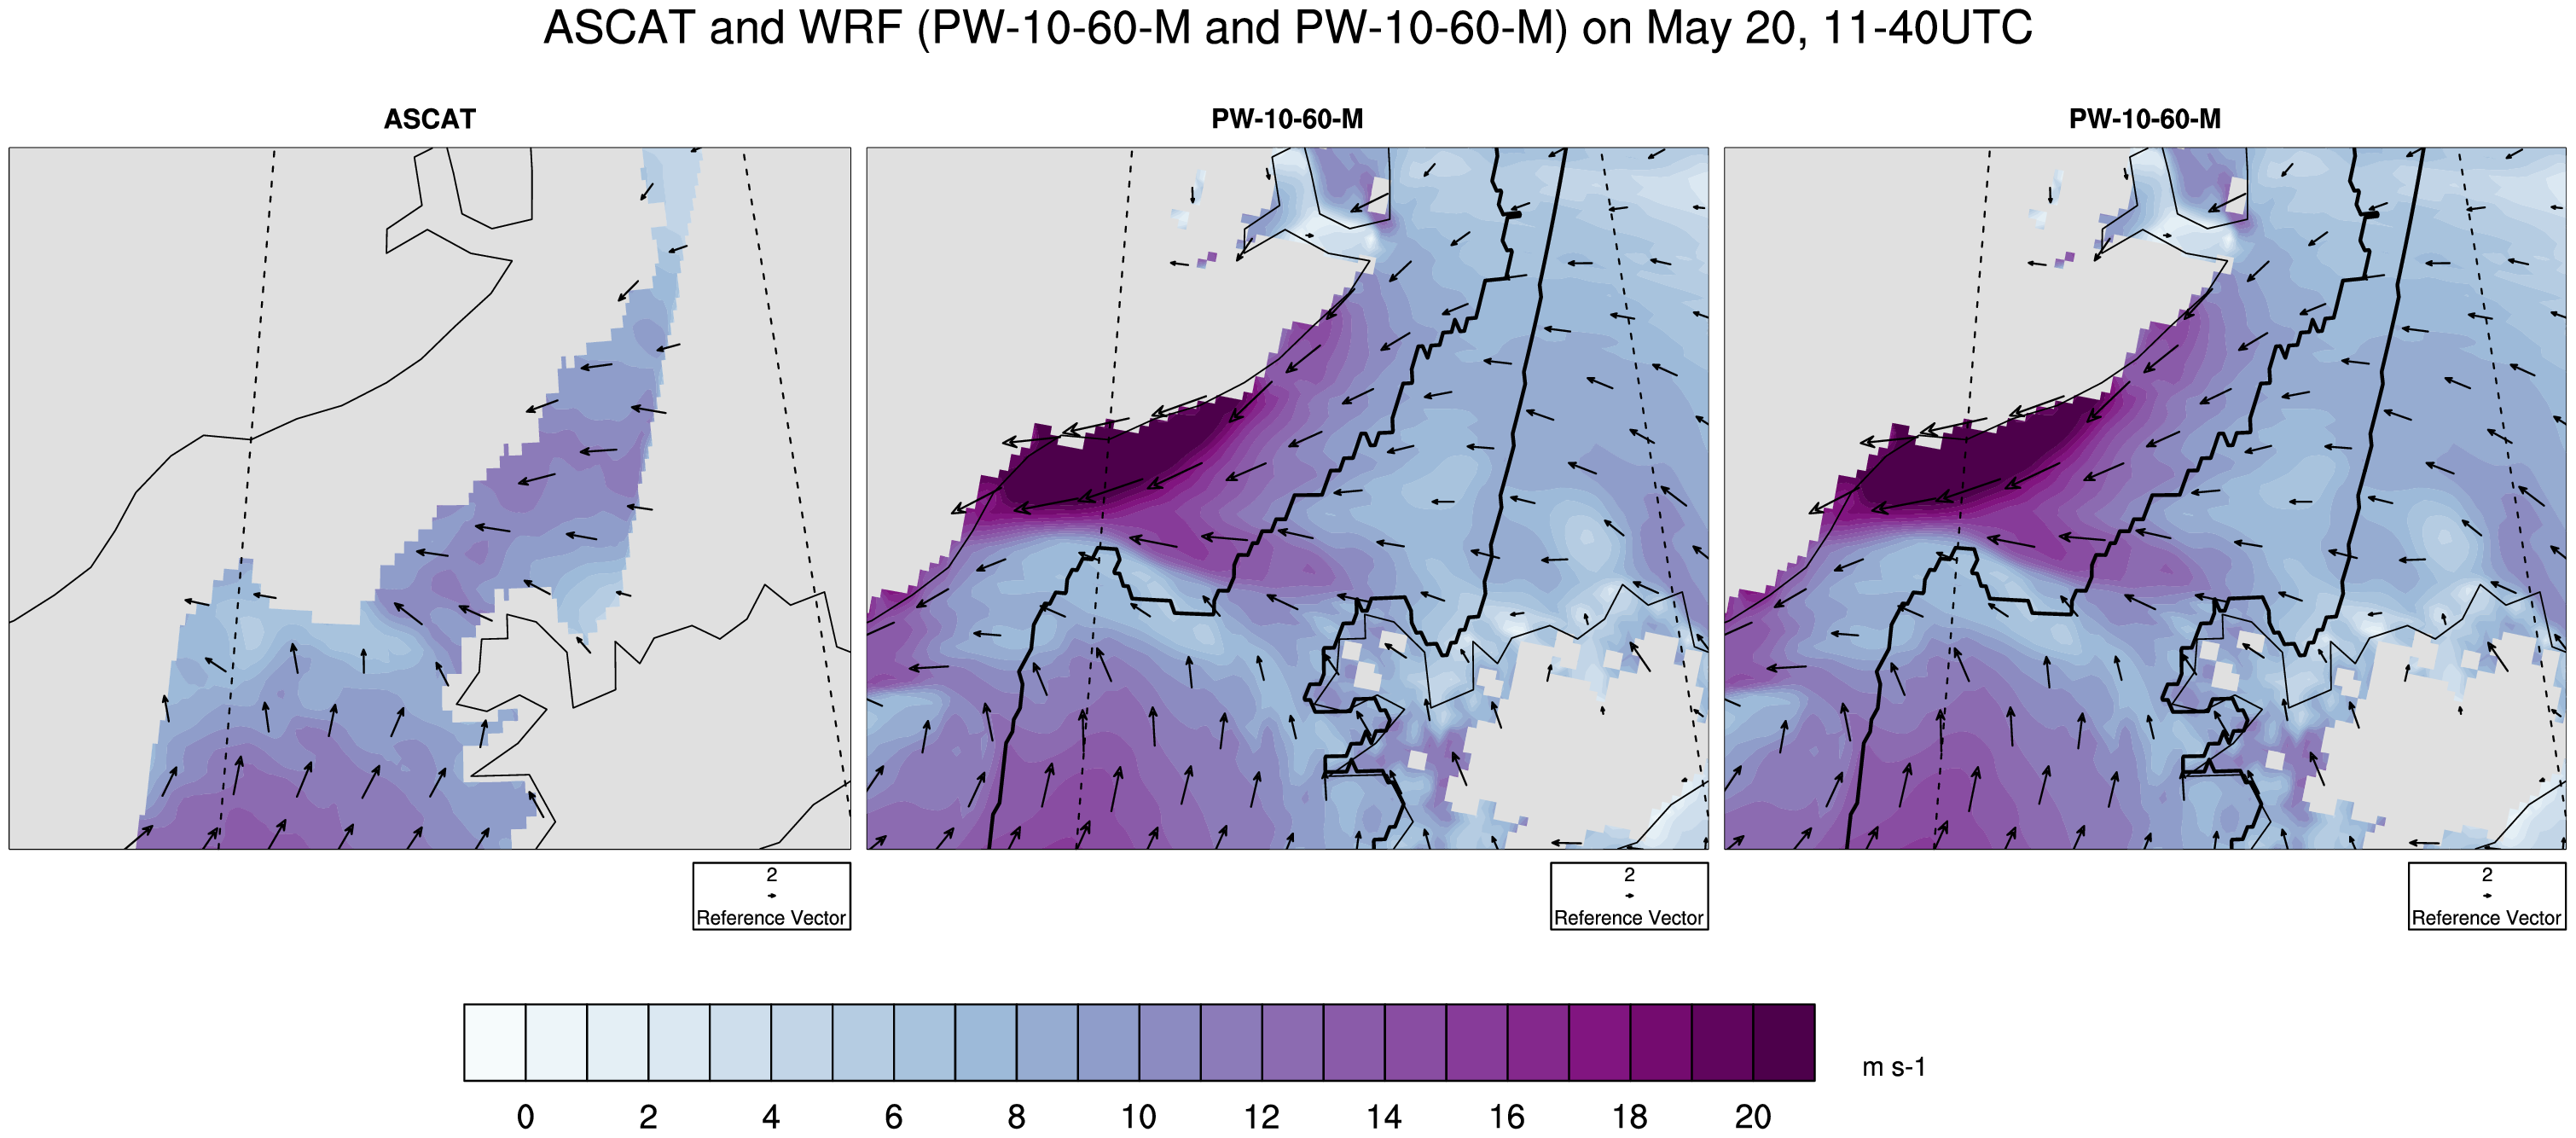 ASCAT and WRF (PW-10-60-M and PW-10-60-M) on May 20, 11-40UTC
ASCAT
PW-10-60-M
PW-10-60-M
2
Reference Vector
2
Reference Vector
2
Reference Vector
m s-1
0 2 4 6 8 10 12 14 16 18 20